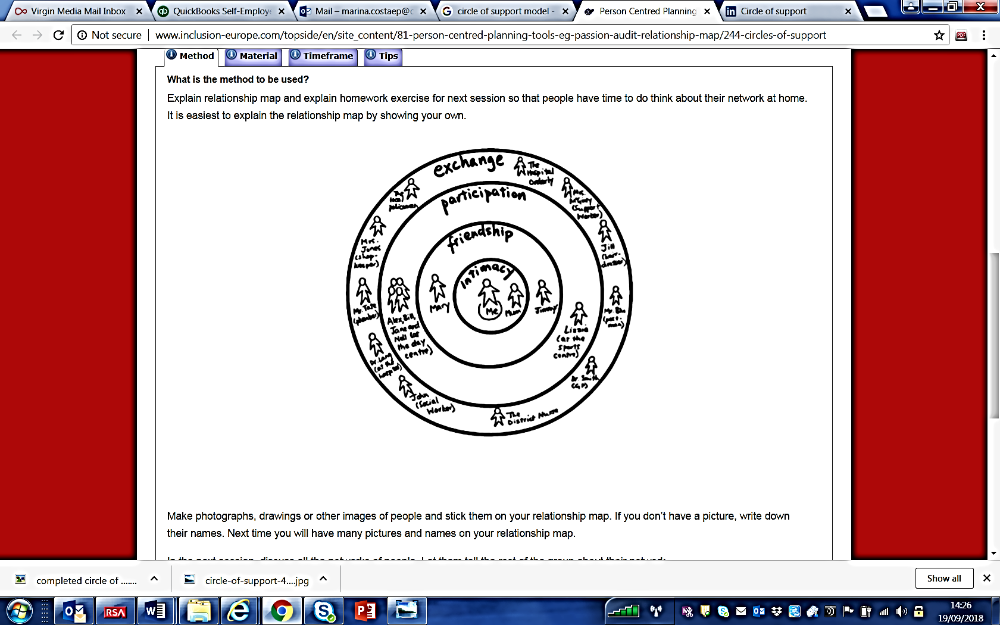 Virgin Media Mail Inbox
QuickBooks Self-Employe
Mail – marina.costaep@c
circle of support model -
Person Centred Planning
Circle of support
Not secure
www.inclusion-europe.com/topside/en/site_content/81-person-centred-planning-tools-eg-passion-audit-relationship-map/244-circles-of-support
PDF
Method
Material
Timeframe
Tips
What is the method to be used?
Explain relationship map and explain homework exercise for next session so that people have time to do think about their network at home.
It is easiest to explain the relationship map by showing your own.
exchange
The
Hospital
Orderly
The
local
policeman
Mrs.
(Support
Worker)
participation
Mrs.
Jones
(shop-
keeper)
friendship
Jill
(hair-
dresser)
intimacy
Me
Mum
Mary
Jimmy
Mr. Tate
(plumber)
Alex, Bill,
Jane and
Nell (at
the day
centre)
Lizzie
(at the
sports
centre)
Mr.
(post-
man)
Dr. Lang
(at the
hospital)
Dr. Smith
(GP)
John
(Social
Worker)
The
District Nurse
Make photographs, drawings or other images of people and stick them on your relationship map. If you don't have a picture, write down
their names. Next time you will have many pictures and names on your relationship map.
In the next session, discuss all the networks of people. Let them tell the rest of the group about their network.
completed circle of .......
circle-of-support-4....jpg
Show all
RSA
14:26
19/09/2018